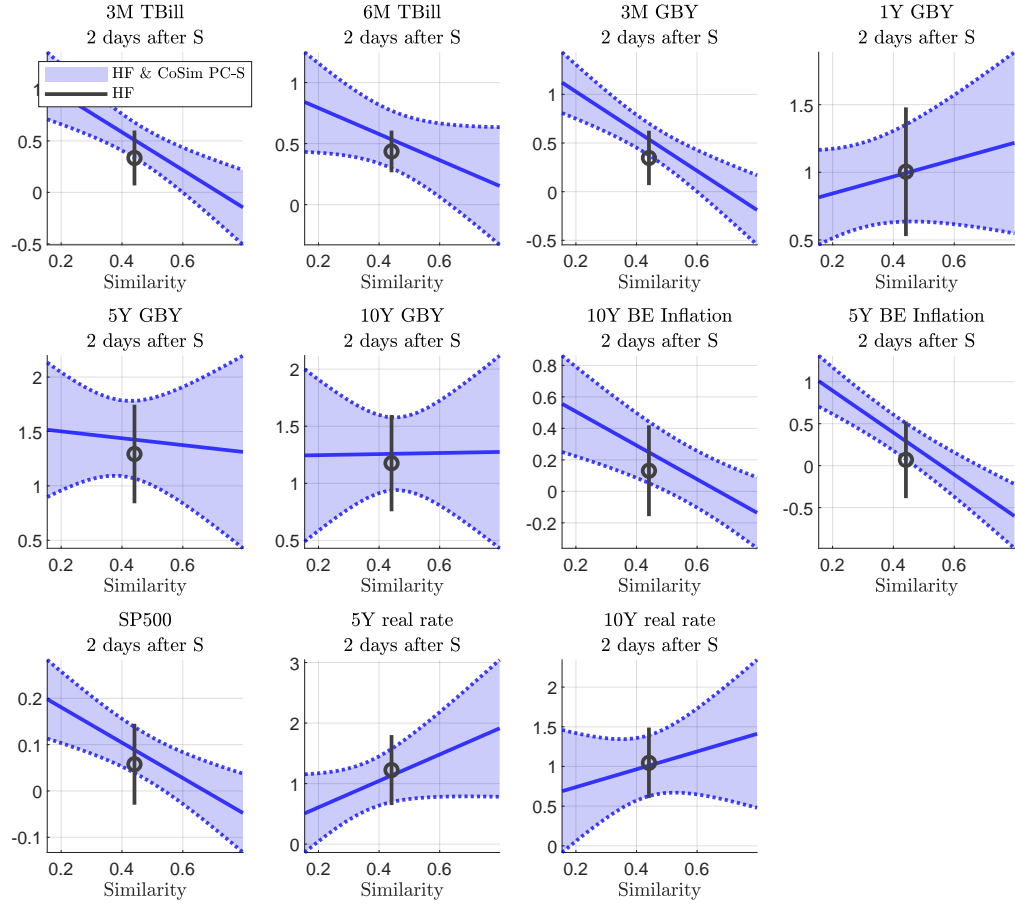 3M TBill
2 days after S
HF & CoSim PC-S
HF
1
0.5
0
-0.5
0.2 0.4 0.6
Similarity
6M TBill
2 days after S
1
0.5
0
0.2 0.4 0.6
Similarity
3M GBY
2 days after S
1
0.5
0
-0.5
0.2 0.4 0.6
Similarity
1Y GBY
2 days after S
1.5
1
0.5
0.2 0.4 0.6
Similarity
5Y GBY
2 days after S
2
1.5
1
0.5
0.2 0.4 0.6
Similarity
10Y GBY
2 days after S
2
1.5
1
0.5
0.2 0.4 0.6
Similarity
10Y BE Inflation
2 days after S
0.8
0.6
0.4
0.2
0
-0.2
0.2 0.4 0.6
Similarity
5Y BE Inflation
2 days after S
1
0.5
0
-0.5
0.2 0.4 0.6
Similarity
SP500
2 days after S
0.2
0.1
0
-0.1
0.2 0.4 0.6
Similarity
5Y real rate
2 days after S
3
2
1
0
0.2 0.4 0.6
Similarity
10Y real rate
2 days after S
2
1.5
1
0.5
0
0.2 0.4 0.6
Similarity